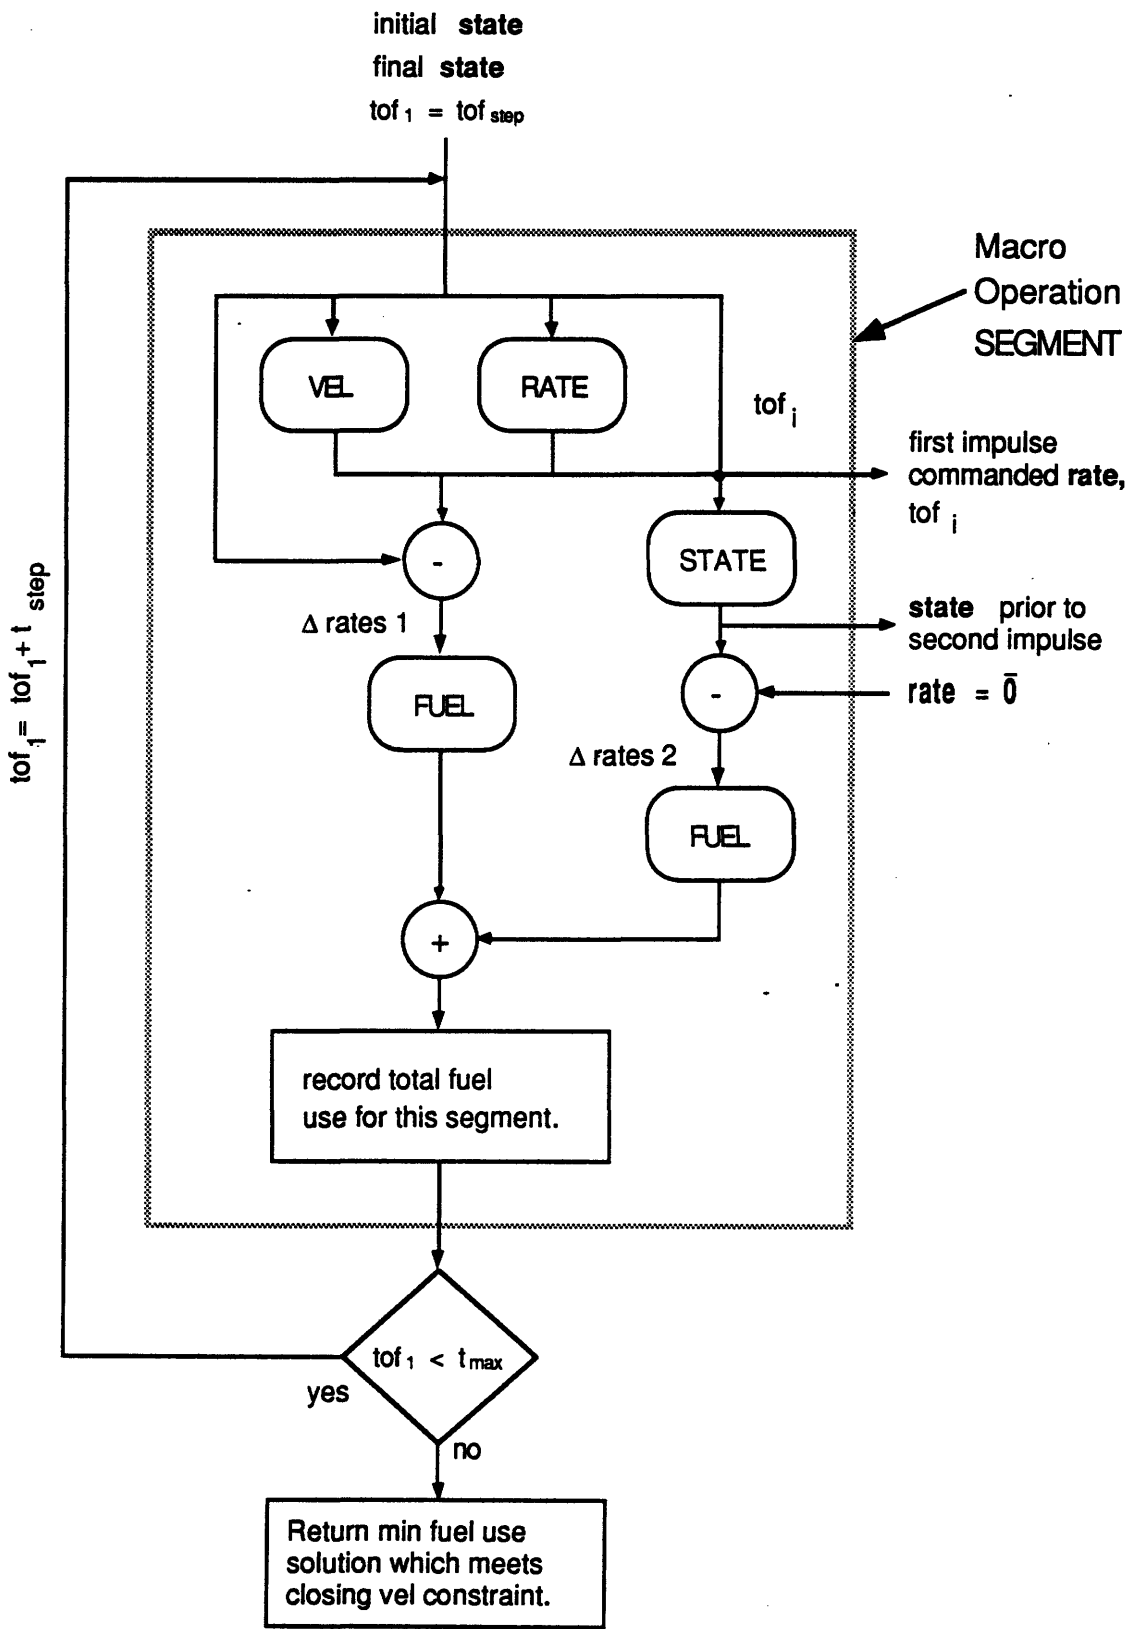 initial state
final state
tof 1 = tof step
Macro
Operation
SEGMENT
VEL
RATE
tof i
first impulse
commanded rate,
tof i
-
STATE
Δ rates 1
state prior to
second impulse
-
rate = 0̄
FUEL
Δ rates 2
FUEL
tof 1 = tof 1 + t step
+
record total fuel
use for this segment.
tof 1 < t max
yes
no
Return min fuel use
solution which meets
closing vel constraint.